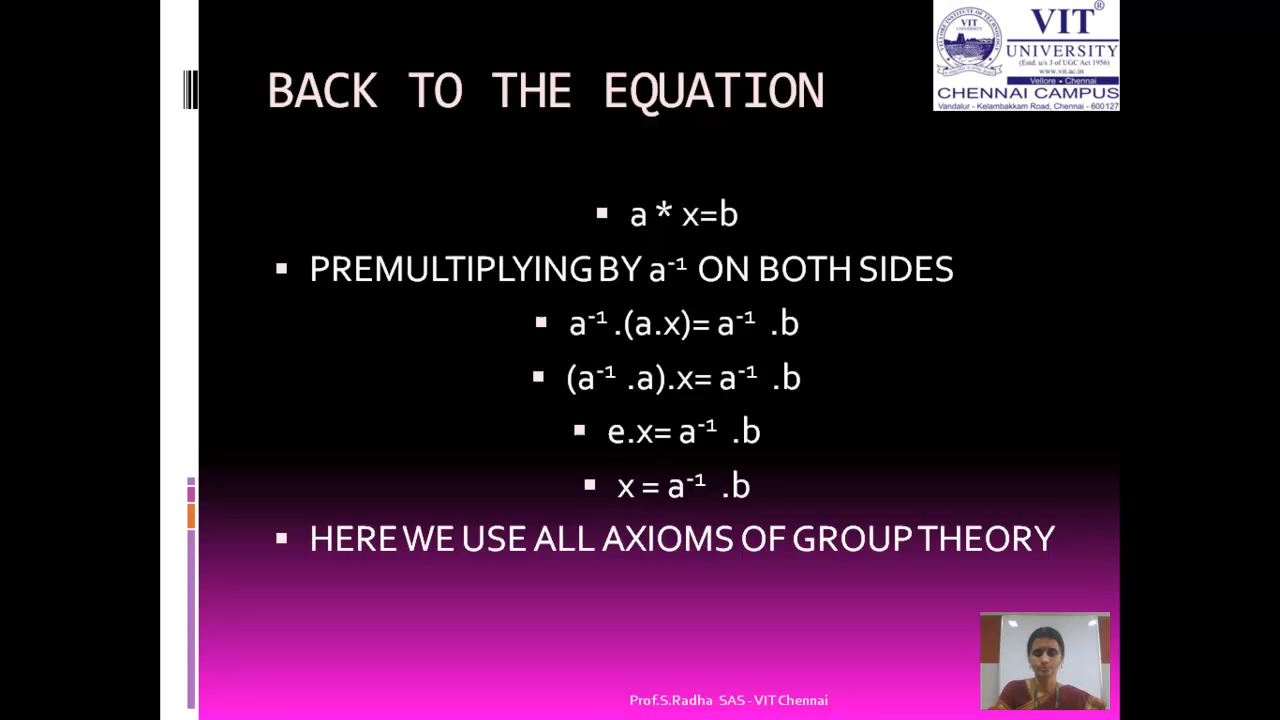 VIT®
VIT
UNIVERSITY
(Estd. u/s 3 of UGC Act 1956)
www.vit.ac.in
Vellore • Chennai
CHENNAI CAMPUS
Vandalur - Kelambakkam Road, Chennai - 600127
BACK TO THE EQUATION
▪ a * x=b
▪ PREMULTIPLYING BY a⁻¹ ON BOTH SIDES
▪ a⁻¹ .(a.x)= a⁻¹ .b
▪ (a⁻¹ .a).x= a⁻¹ .b
▪ e.x= a⁻¹ .b
▪ x = a⁻¹ .b
▪ HERE WE USE ALL AXIOMS OF GROUP THEORY
Prof.S.Radha SAS - VIT Chennai